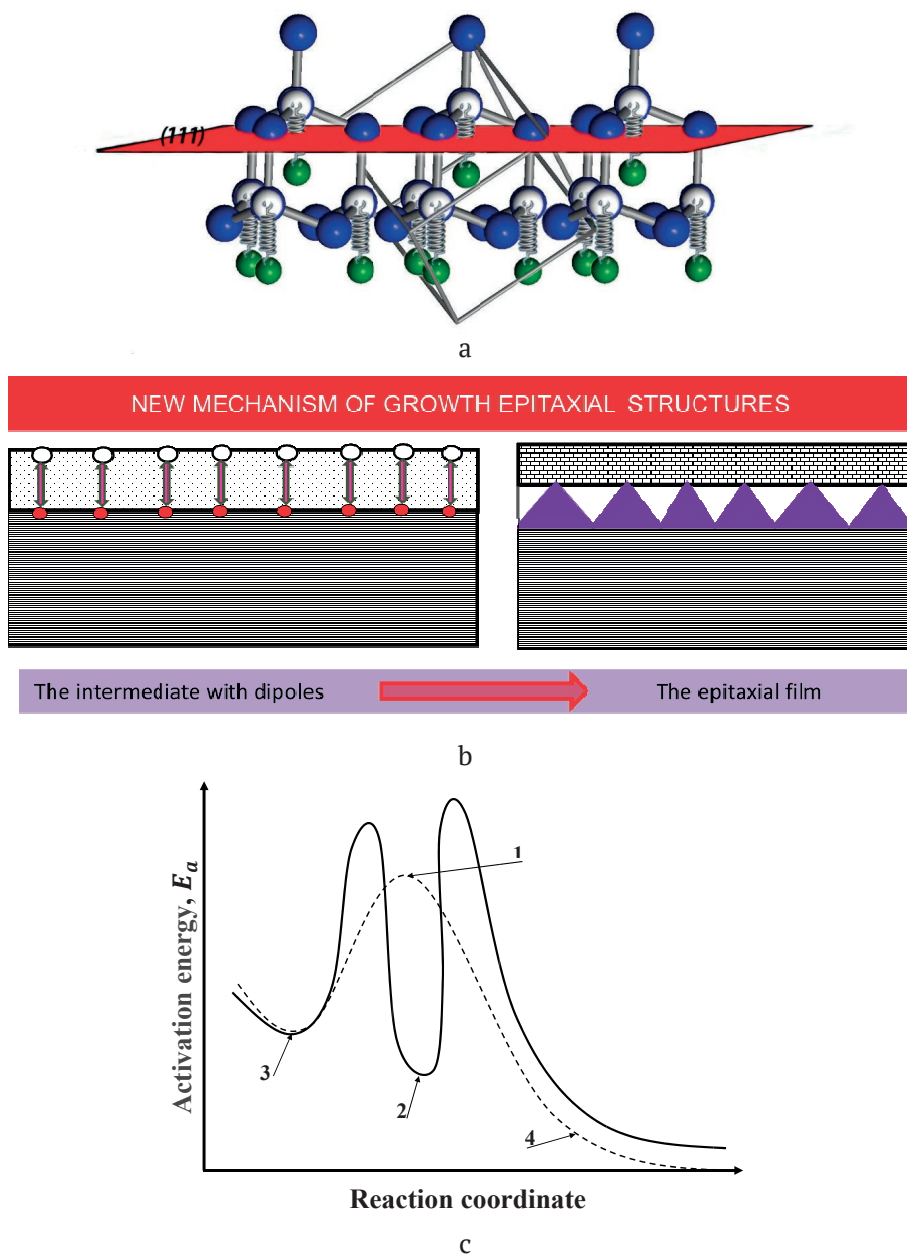 (111)
a
NEW MECHANISM OF GROWTH EPITAXIAL STRUCTURES
The intermediate with dipoles
The epitaxial film
b
Activation energy, Eₐ
1
3
2
4
Reaction coordinate
c